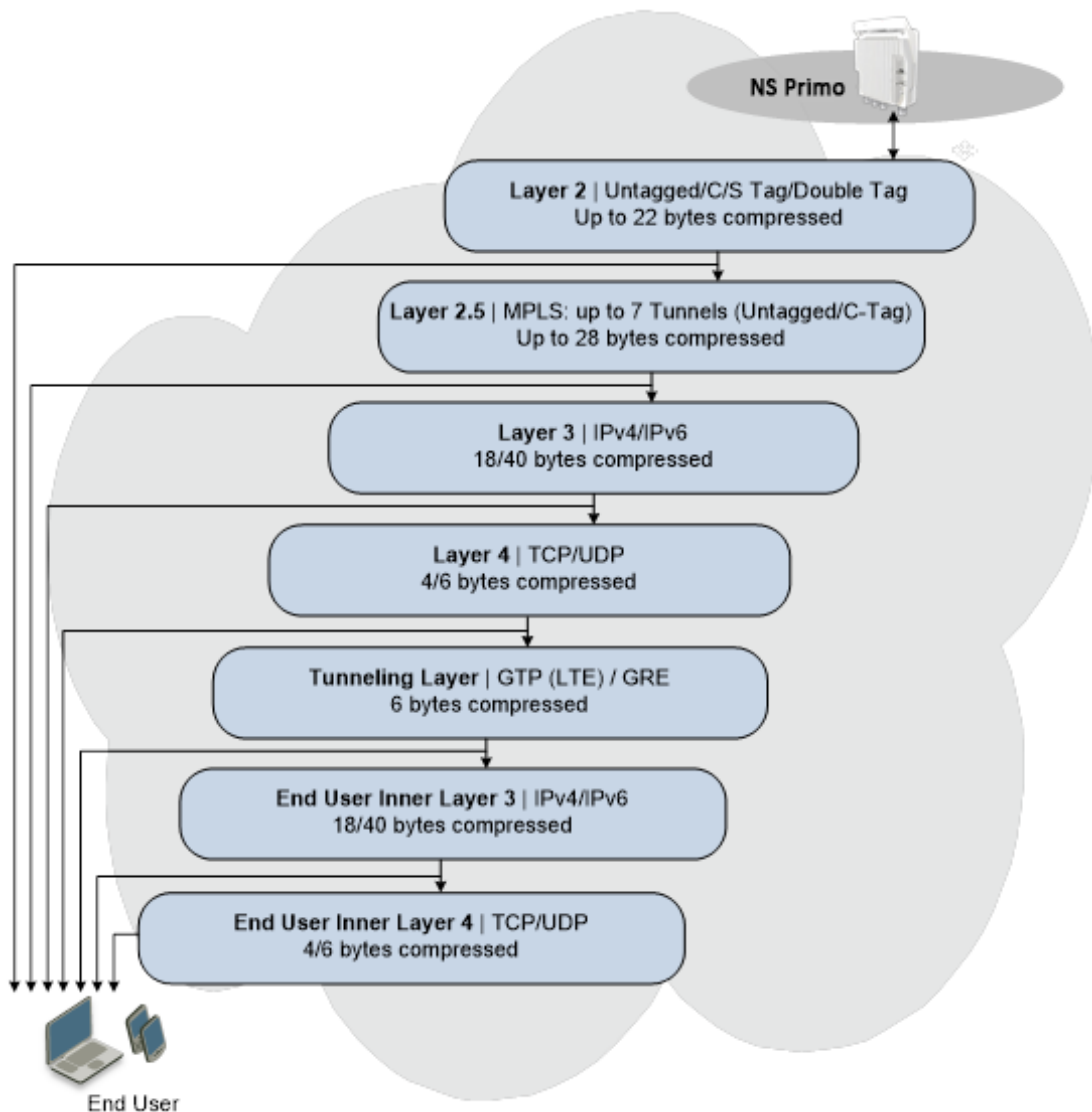 NS Primo
Layer 2 | Untagged/C/S Tag/Double Tag
Up to 22 bytes compressed
Layer 2.5 | MPLS: up to 7 Tunnels (Untagged/C-Tag)
Up to 28 bytes compressed
Layer 3 | IPv4/IPv6
18/40 bytes compressed
Layer 4 | TCP/UDP
4/6 bytes compressed
Tunneling Layer | GTP (LTE) / GRE
6 bytes compressed
End User Inner Layer 3 | IPv4/IPv6
18/40 bytes compressed
End User Inner Layer 4 | TCP/UDP
4/6 bytes compressed
End User